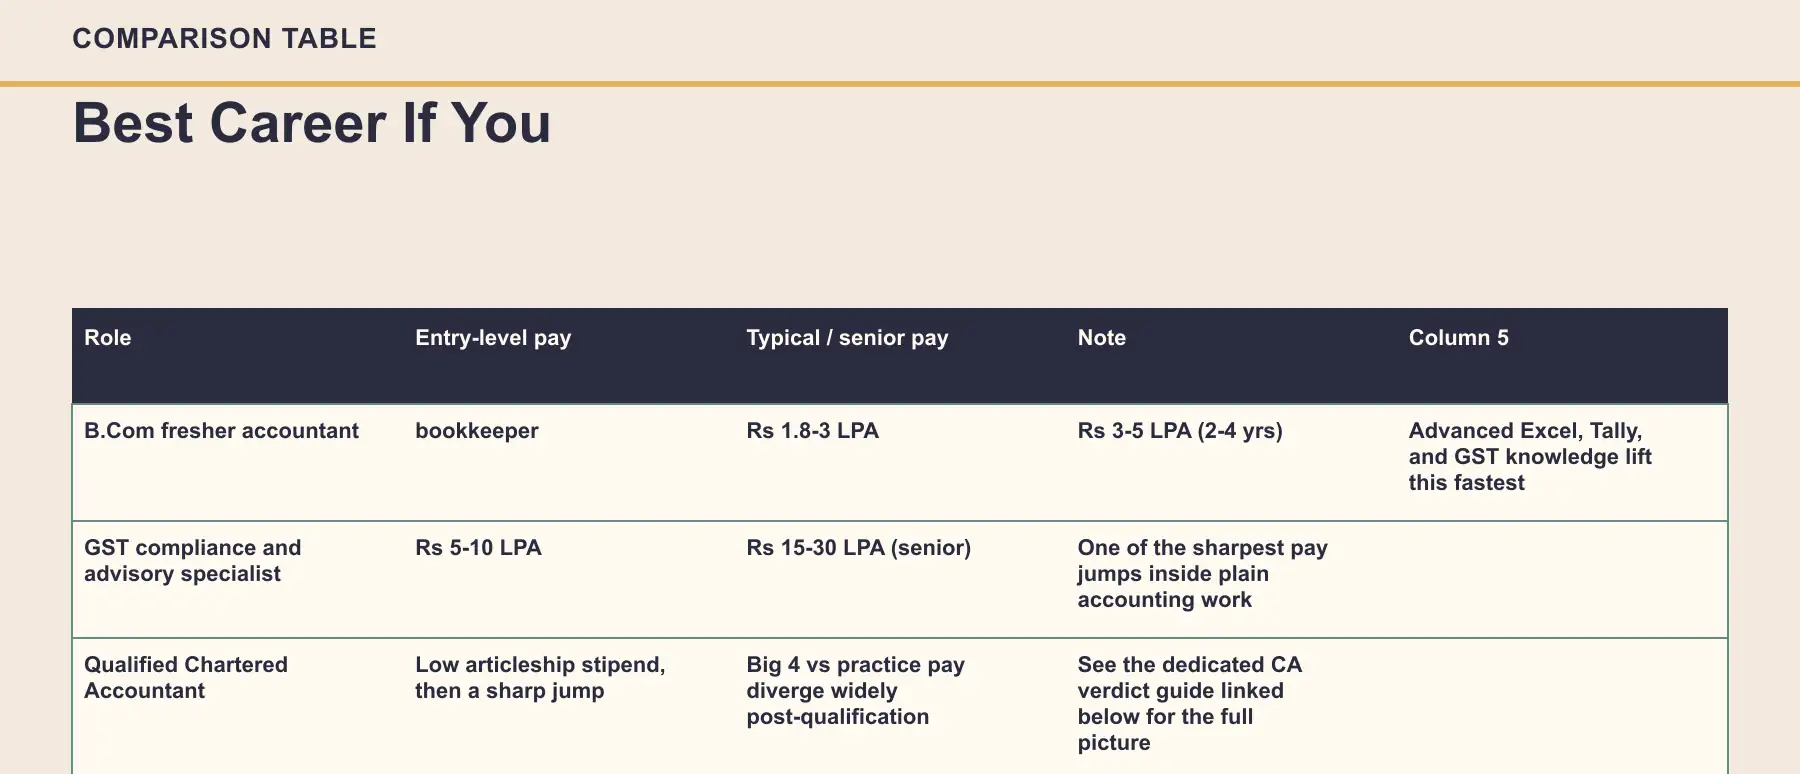 COMPARISON TABLE
Best Career If You
Role Entry-level pay Typical / senior pay Note Column 5
B.Com fresher accountant bookkeeper Rs 1.8-3 LPA Rs 3-5 LPA (2-4 yrs) Advanced Excel, Tally,
and GST knowledge lift
this fastest
GST compliance and Rs 5-10 LPA Rs 15-30 LPA (senior) One of the sharpest pay
advisory specialist jumps inside plain
accounting work
Qualified Chartered Low articleship stipend, Big 4 vs practice pay See the dedicated CA
Accountant then a sharp jump diverge widely verdict guide linked
post-qualification below for the full
picture